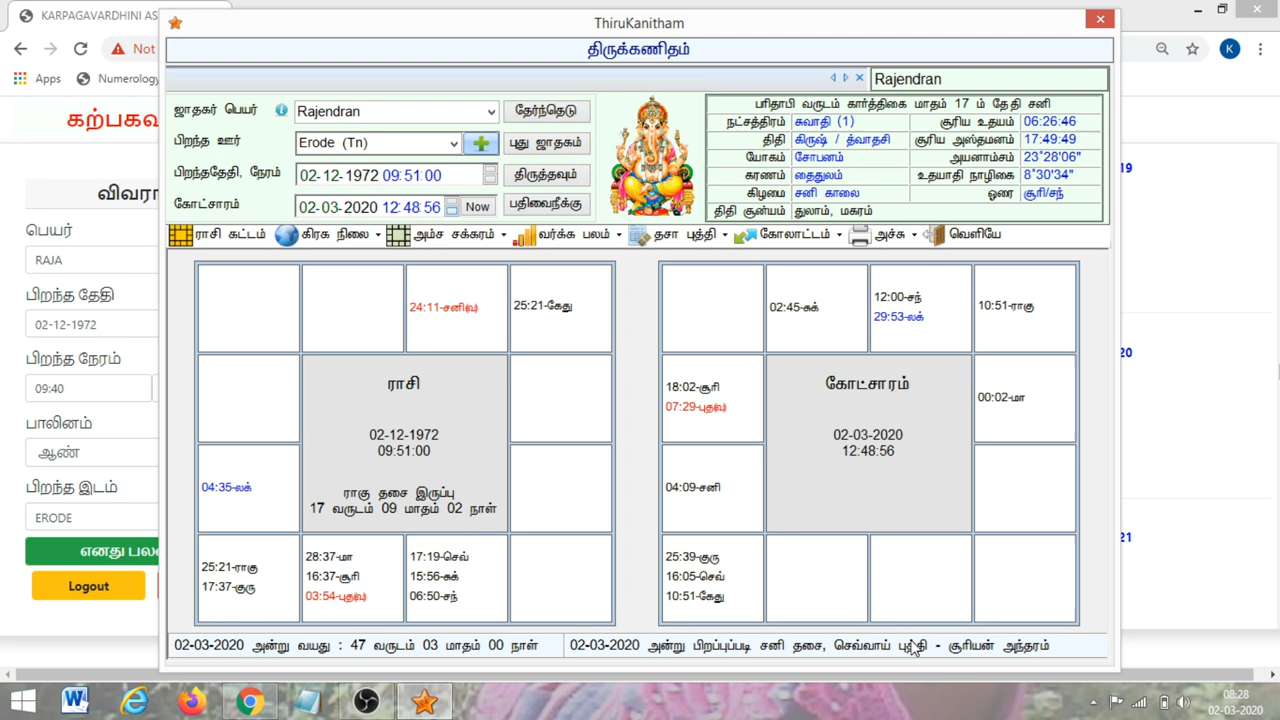 KARPAGAVARDHINI AS
ThiruKanitham
Not
Apps
Numerology
திருக்கணிதம்
Rajendran
கற்பகவ
விவரா
பெயர்
RAJA
பிறந்த தேதி
02-12-1972
பிறந்த நேரம்
09:40
பாலினம்
ஆண்
பிறந்த இடம்
ERODE
எனது பல
Logout
ஜாதகர் பெயர்
Rajendran
தேர்ந்தெடு
பிறந்த ஊர்
Erode (Tn)
புது ஜாதகம்
பிறந்ததேதி, நேரம்
02-12-1972 09:51:00
திருத்தவும்
கோட்சாரம்
02-03-2020 12:48:56
Now
பதிவைநீக்கு
பரிதாபி வருடம் கார்த்திகை மாதம் 17 ம் தேதி சனி
நட்சத்திரம் சுவாதி (1) சூரிய உதயம் 06:26:46
திதி கிருஷ் / த்வாதசி சூரிய அஸ்தமனம் 17:49:49
யோகம் சோபனம் அயனாம்சம் 23°28'06"
கரணம் தைதுலம் உதயாதி நாழிகை 8°30'34"
கிழமை சனி காலை ஓரை சூரி/சந்
திதி சூன்யம் துலாம், மகரம்
ராசி கட்டம்
கிரக நிலை
அம்ச சக்கரம்
வர்க்க பலம்
தசா புத்தி
கோலாட்டம்
அச்சு
வெளியே
24:11-சனி(வ)
25:21-கேது
ராசி
02-12-1972
09:51:00
ராகு தசை இருப்பு
17 வருடம் 09 மாதம் 02 நாள்
04:35-லக்
25:21-ராகு
17:37-குரு
28:37-மா
16:37-சூரி
03:54-புத(வ)
17:19-செவ்
15:56-சுக்
06:50-சந்
02:45-சுக்
12:00-சந்
29:53-லக்
10:51-ராகு
18:02-சூரி
07:29-புத(வ)
கோட்சாரம்
02-03-2020
12:48:56
00:02-மா
04:09-சனி
25:39-குரு
16:05-செவ்
10:51-கேது
02-03-2020 அன்று வயது : 47 வருடம் 03 மாதம் 00 நாள்
02-03-2020 அன்று பிறப்புப்படி சனி தசை, செவ்வாய் புத்தி - சூரியன் அந்தரம்
K
19
20
21
08:28
02-03-2020